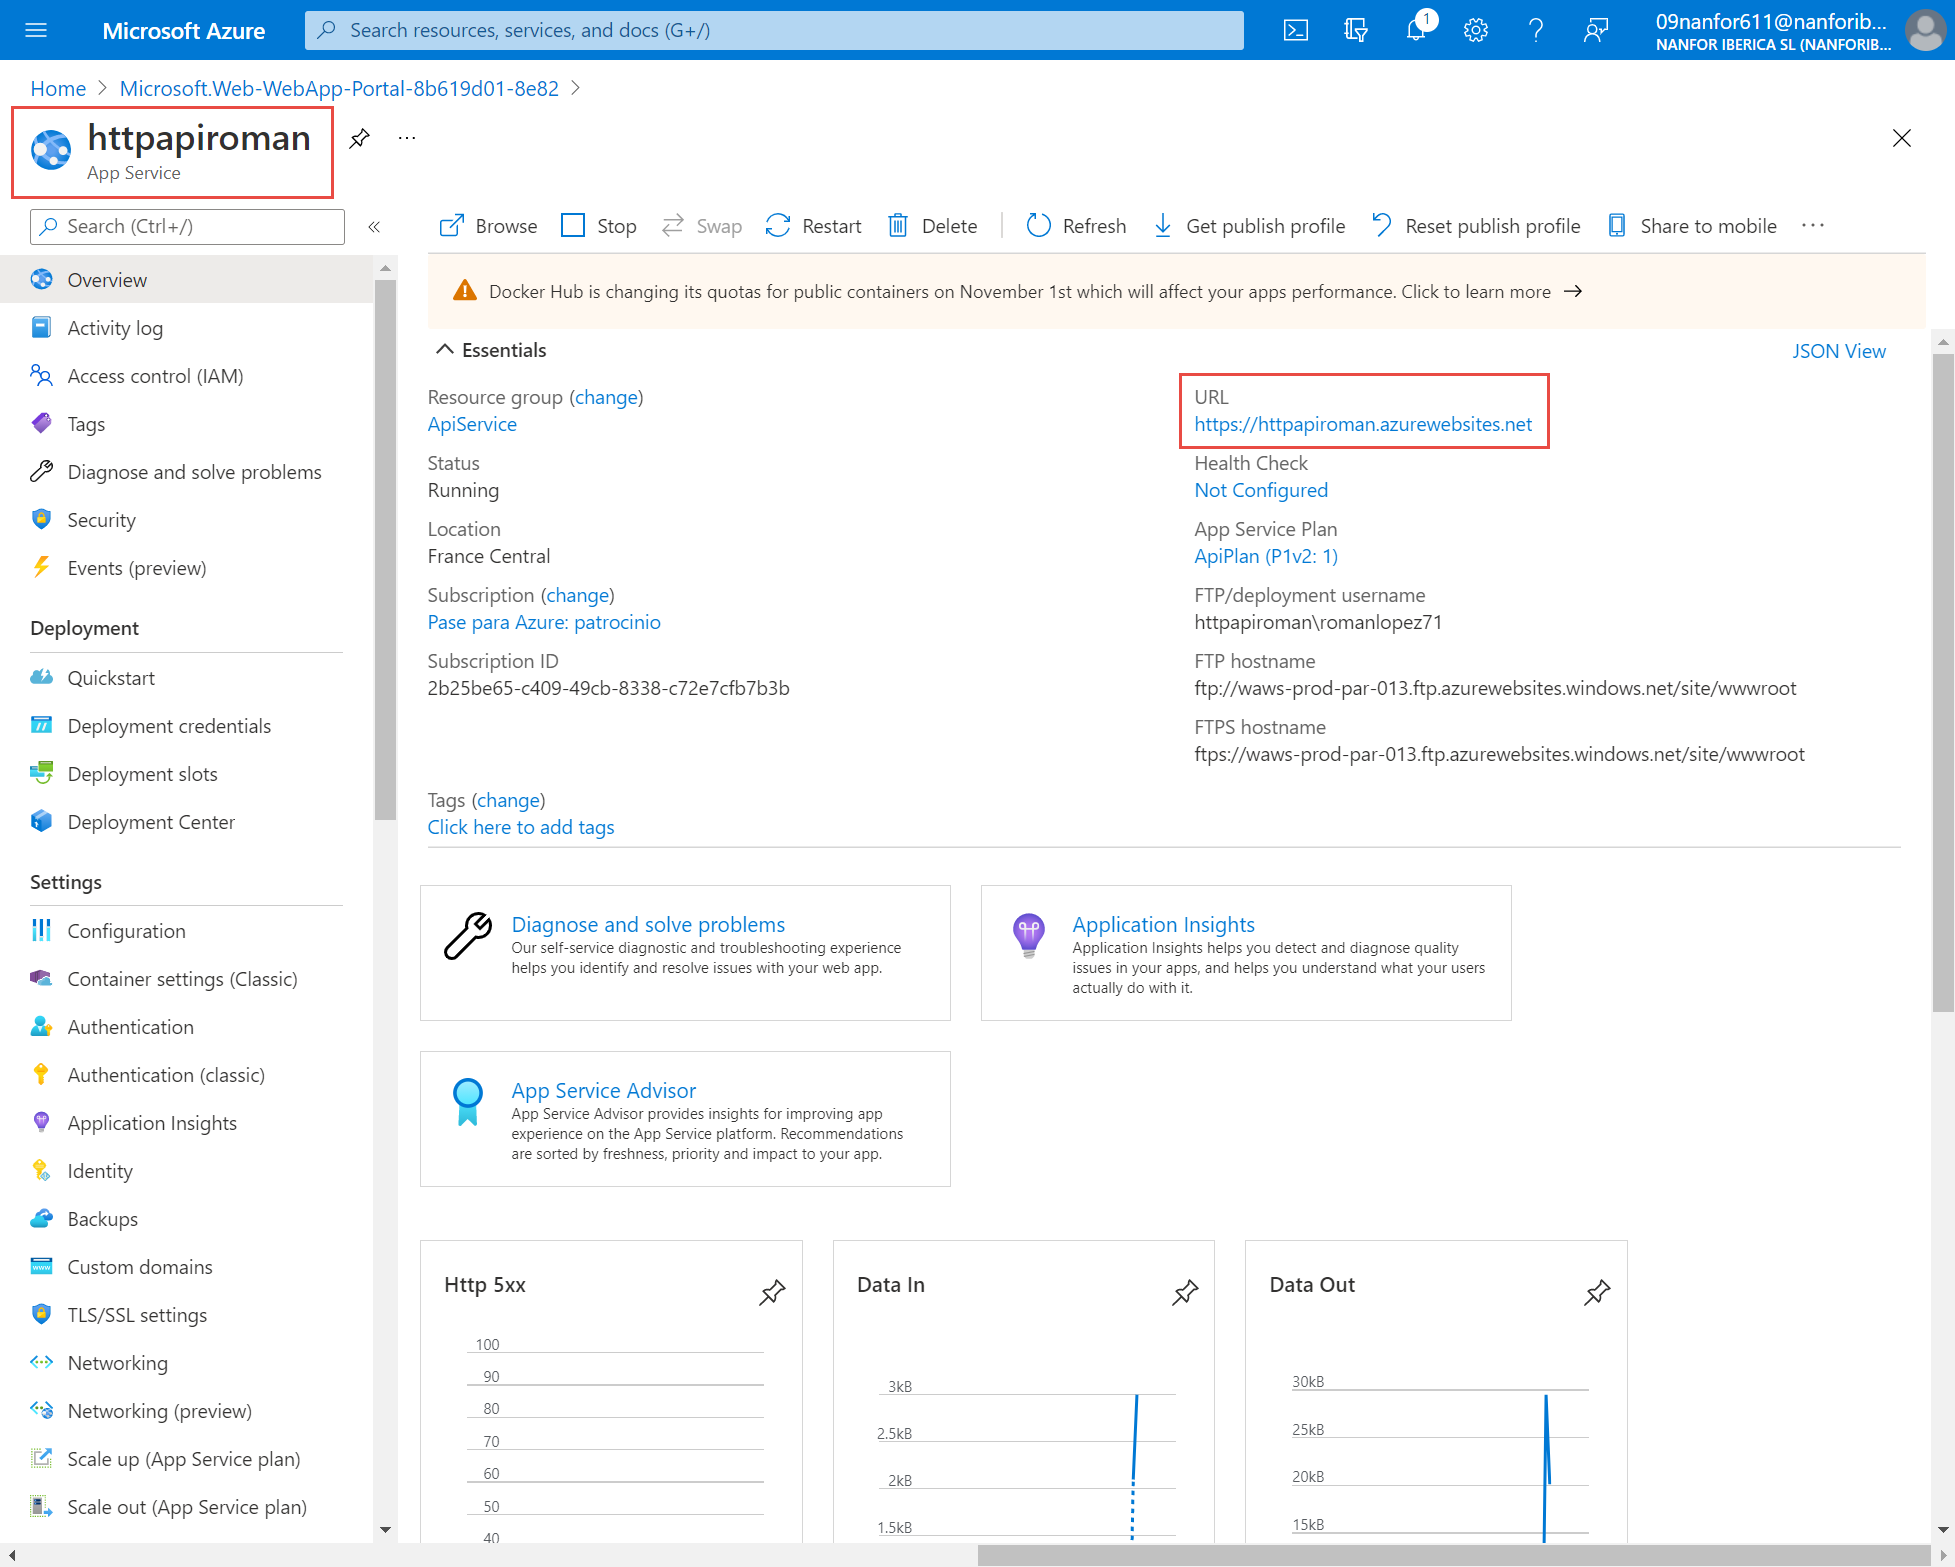 Microsoft Azure
Search resources, services, and docs (G+/)
1
09nanfor611@nanforib...
NANFOR IBERICA SL (NANFORIB...
Home > Microsoft.Web-WebApp-Portal-8b619d01-8e82 >
httpapiroman
App Service
...
Search (Ctrl+/)
«
Browse Stop Swap Restart Delete Refresh Get publish profile Reset publish profile Share to mobile ...
Docker Hub is changing its quotas for public containers on November 1st which will affect your apps performance. Click to learn more →
Overview
Activity log
Access control (IAM)
Tags
Diagnose and solve problems
Security
Events (preview)
Deployment
Quickstart
Deployment credentials
Deployment slots
Deployment Center
Settings
Configuration
Container settings (Classic)
Authentication
Authentication (classic)
Application Insights
Identity
Backups
Custom domains
TLS/SSL settings
Networking
Networking (preview)
Scale up (App Service plan)
Scale out (App Service plan)
Essentials
JSON View
Resource group (change)
ApiService
Status
Running
Location
France Central
Subscription (change)
Pase para Azure: patrocinio
Subscription ID
2b25be65-c409-49cb-8338-c72e7cfb7b3b
URL
https://httpapiroman.azurewebsites.net
Health Check
Not Configured
App Service Plan
ApiPlan (P1v2: 1)
FTP/deployment username
httpapiroman\romanlopez71
FTP hostname
ftp://waws-prod-par-013.ftp.azurewebsites.windows.net/site/wwwroot
FTPS hostname
ftps://waws-prod-par-013.ftp.azurewebsites.windows.net/site/wwwroot
Tags (change)
Click here to add tags
Diagnose and solve problems
Our self-service diagnostic and troubleshooting experience
helps you identify and resolve issues with your web app.
Application Insights
Application Insights helps you detect and diagnose quality
issues in your apps, and helps you understand what your users
actually do with it.
App Service Advisor
App Service Advisor provides insights for improving app
experience on the App Service platform. Recommendations
are sorted by freshness, priority and impact to your app.
Http 5xx
100
90
80
70
60
50
40
Data In
3kB
2.5kB
2kB
1.5kB
Data Out
30kB
25kB
20kB
15kB